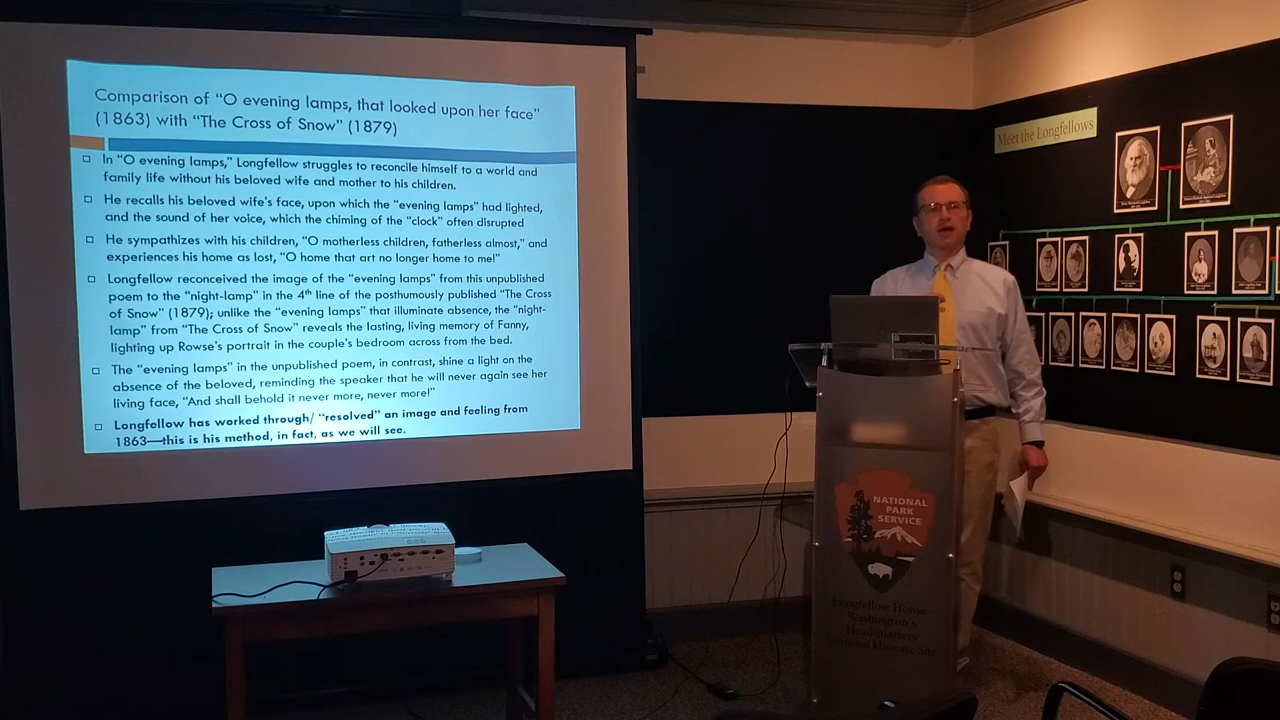 Comparison of "O evening lamps, that looked upon her face"
(1863) with "The Cross of Snow" (1879)
In "O evening lamps," Longfellow struggles to reconcile himself to a world and
family life without his beloved wife and mother to his children.
He recalls his beloved wife's face, upon which the "evening lamps" had lighted,
and the sound of her voice, which the chiming of the "clock" often disrupted
He sympathizes with his children, "O motherless children, fatherless almost," and
experiences his home as lost, "O home that art no longer home to me!"
Longfellow reconceived the image of the "evening lamps" from this unpublished
poem to the "night-lamp" in the 4th line of the posthumously published "The Cross
of Snow" (1879); unlike the "evening lamps" that illuminate absence, the "night-
lamp" from "The Cross of Snow" reveals the lasting, living memory of Fanny,
lighting up Rowse's portrait in the couple's bedroom across from the bed.
The "evening lamps" in the unpublished poem, in contrast, shine a light on the
absence of the beloved, reminding the speaker that he will never again see her
living face, "And shall behold it never more, never more!"
Longfellow has worked through/ "resolved" an image and feeling from
1863—this is his method, in fact, as we will see.
Meet the Longfellows
NATIONAL
PARK
SERVICE
Longfellow House-
Washington's
Headquarters
National Historic Site